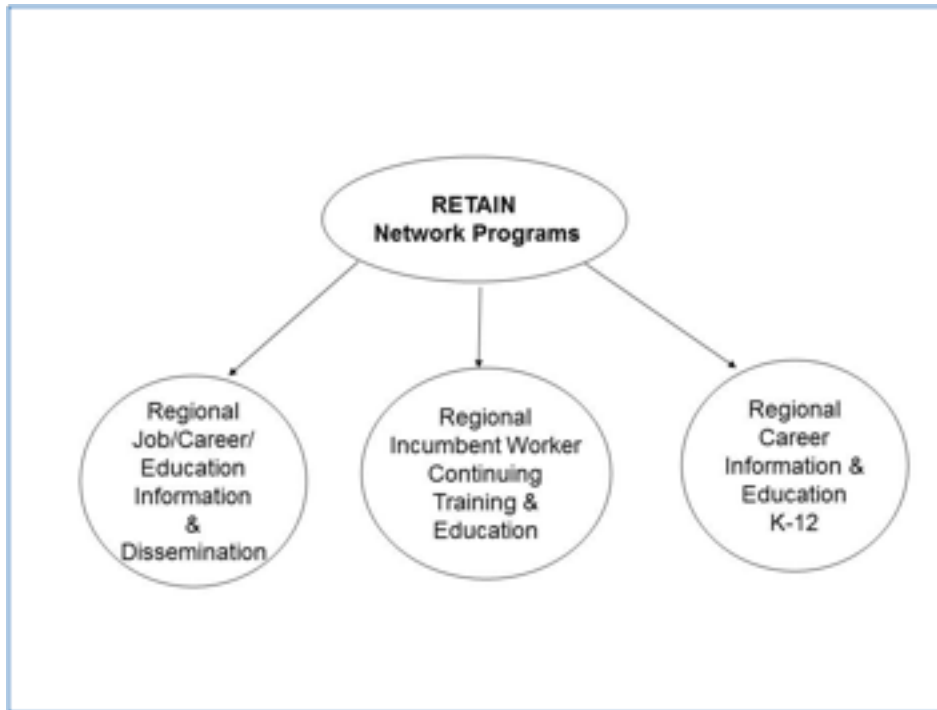 RETAIN
Network Programs
Regional
Job/Career/
Education
Information
&
Dissemination
Regional
Incumbent Worker
Continuing
Training &
Education
Regional
Career
Information &
Education
K-12